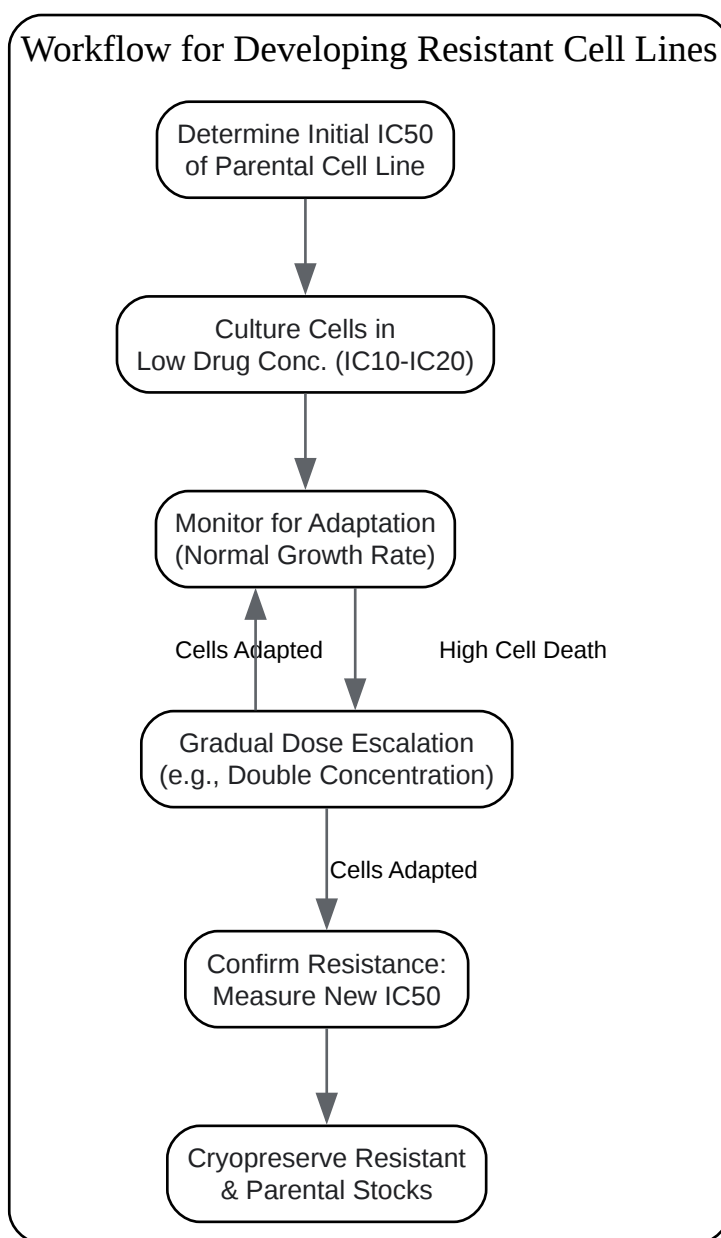 Workflow for Developing Resistant Cell Lines
Determine Initial IC50
of Parental Cell Line
Culture Cells in
Low Drug Conc. (IC10-IC20)
Monitor for Adaptation
(Normal Growth Rate)
Cells Adapted
High Cell Death
Gradual Dose Escalation
(e.g., Double Concentration)
Cells Adapted
Confirm Resistance:
Measure New IC50
Cryopreserve Resistant
& Parental Stocks